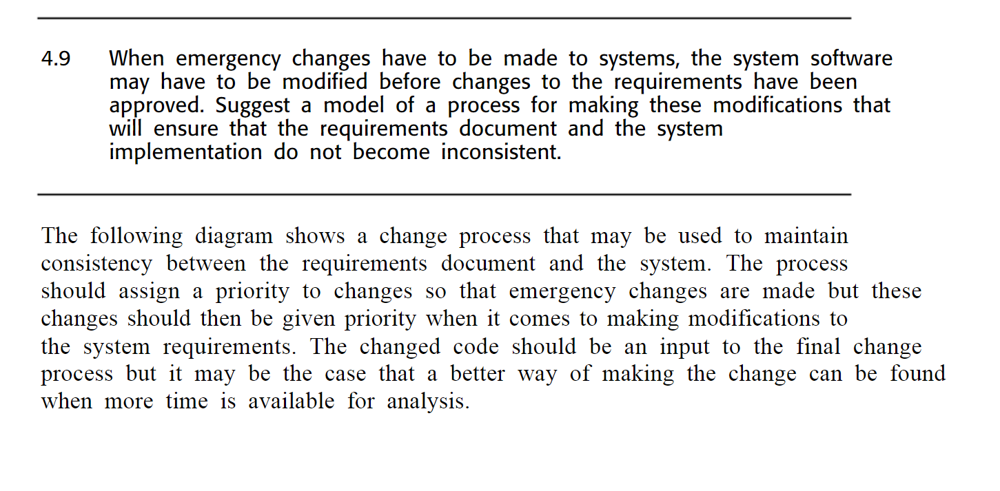 4.9 When emergency changes have to be made to systems, the system software
may have to be modified before changes to the requirements have been
approved. Suggest a model of a process for making these modifications that
will ensure that the requirements document and the system
implementation do not become inconsistent.
The following diagram shows a change process that may be used to maintain
consistency between the requirements document and the system. The process
should assign a priority to changes so that emergency changes are made but these
changes should then be given priority when it comes to making modifications to
the system requirements. The changed code should be an input to the final change
process but it may be the case that a better way of making the change can be found
when more time is available for analysis.